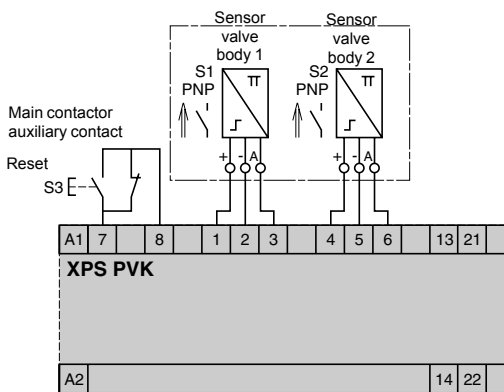 Sensor
valve
body 1
Sensor
valve
body 2
S1
PNP
S2
PNP
Main contactor
auxiliary contact
Reset
S3
+ - A
+ - A
A1 7 8 1 2 3 4 5 6 13 21
XPS PVK
A2 14 22